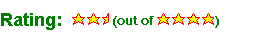 Rating: (out of )